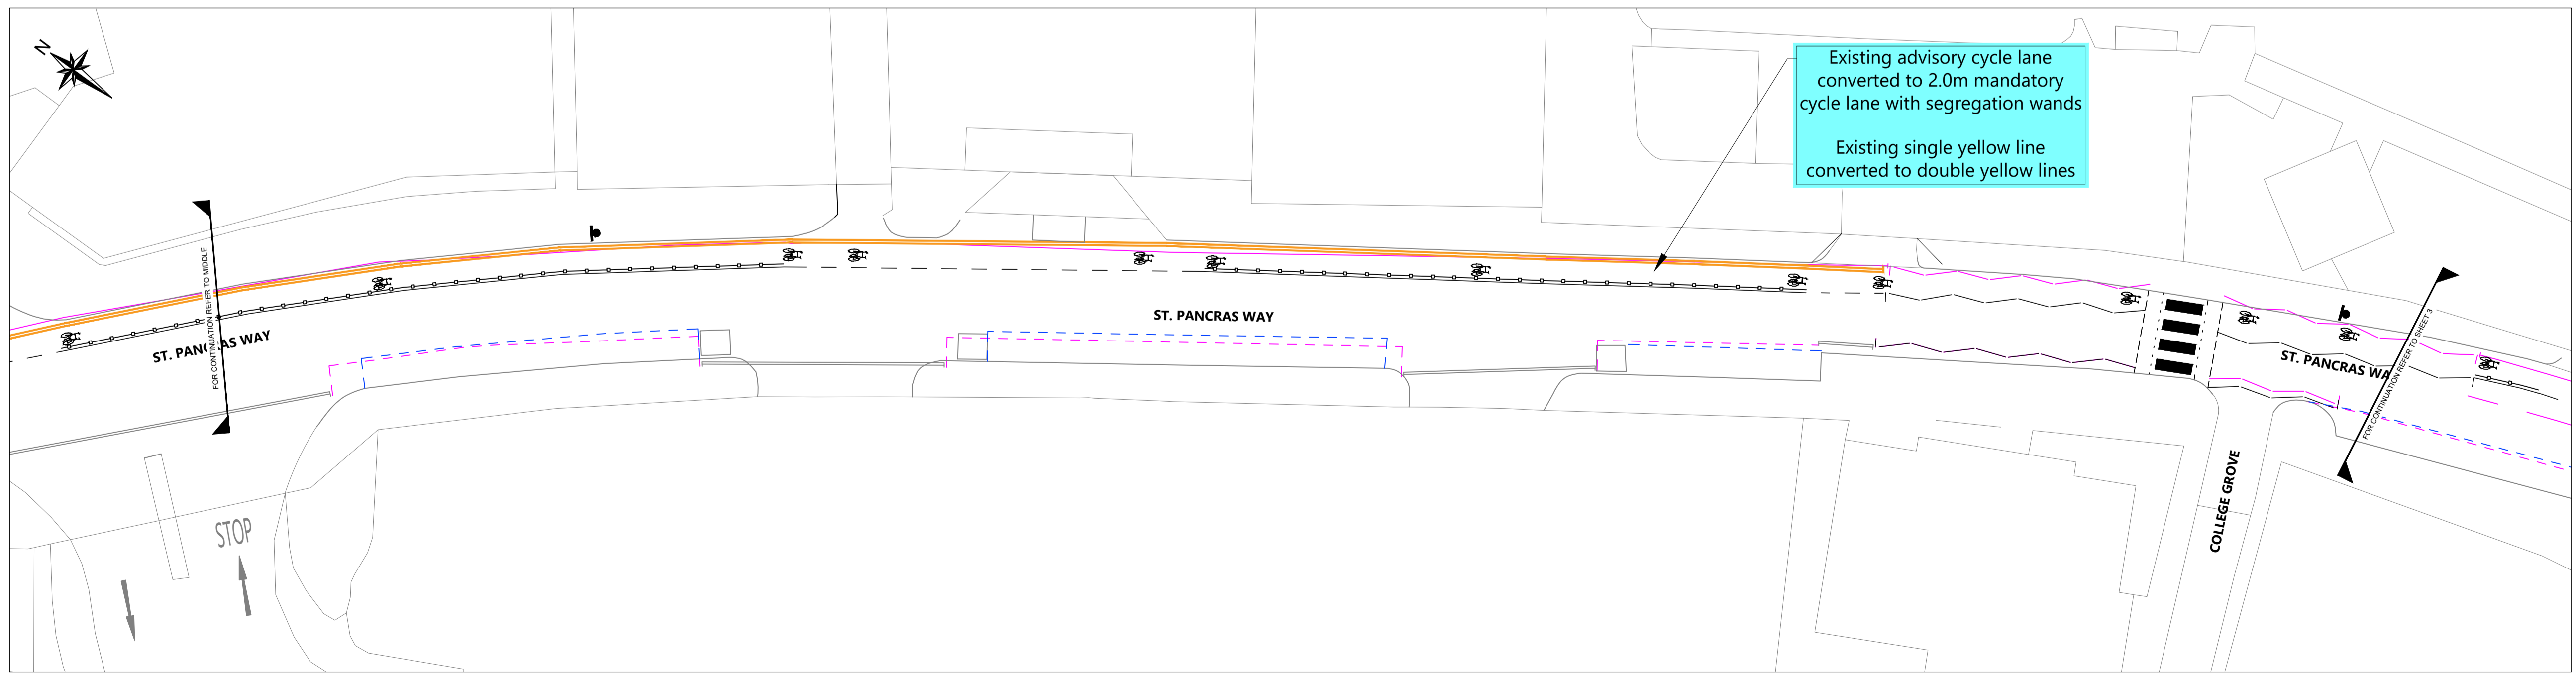 N
Existing advisory cycle lane
converted to 2.0m mandatory
cycle lane with segregation wands
Existing single yellow line
converted to double yellow lines
FOR CONTINUATION REFER TO MIDDLE
ST. PANCRAS WAY
ST. PANCRAS WAY
ST. PANCRAS WA
FOR CONTINUATION REFER TO SHEET 3
COLLEGE GROVE
STOP